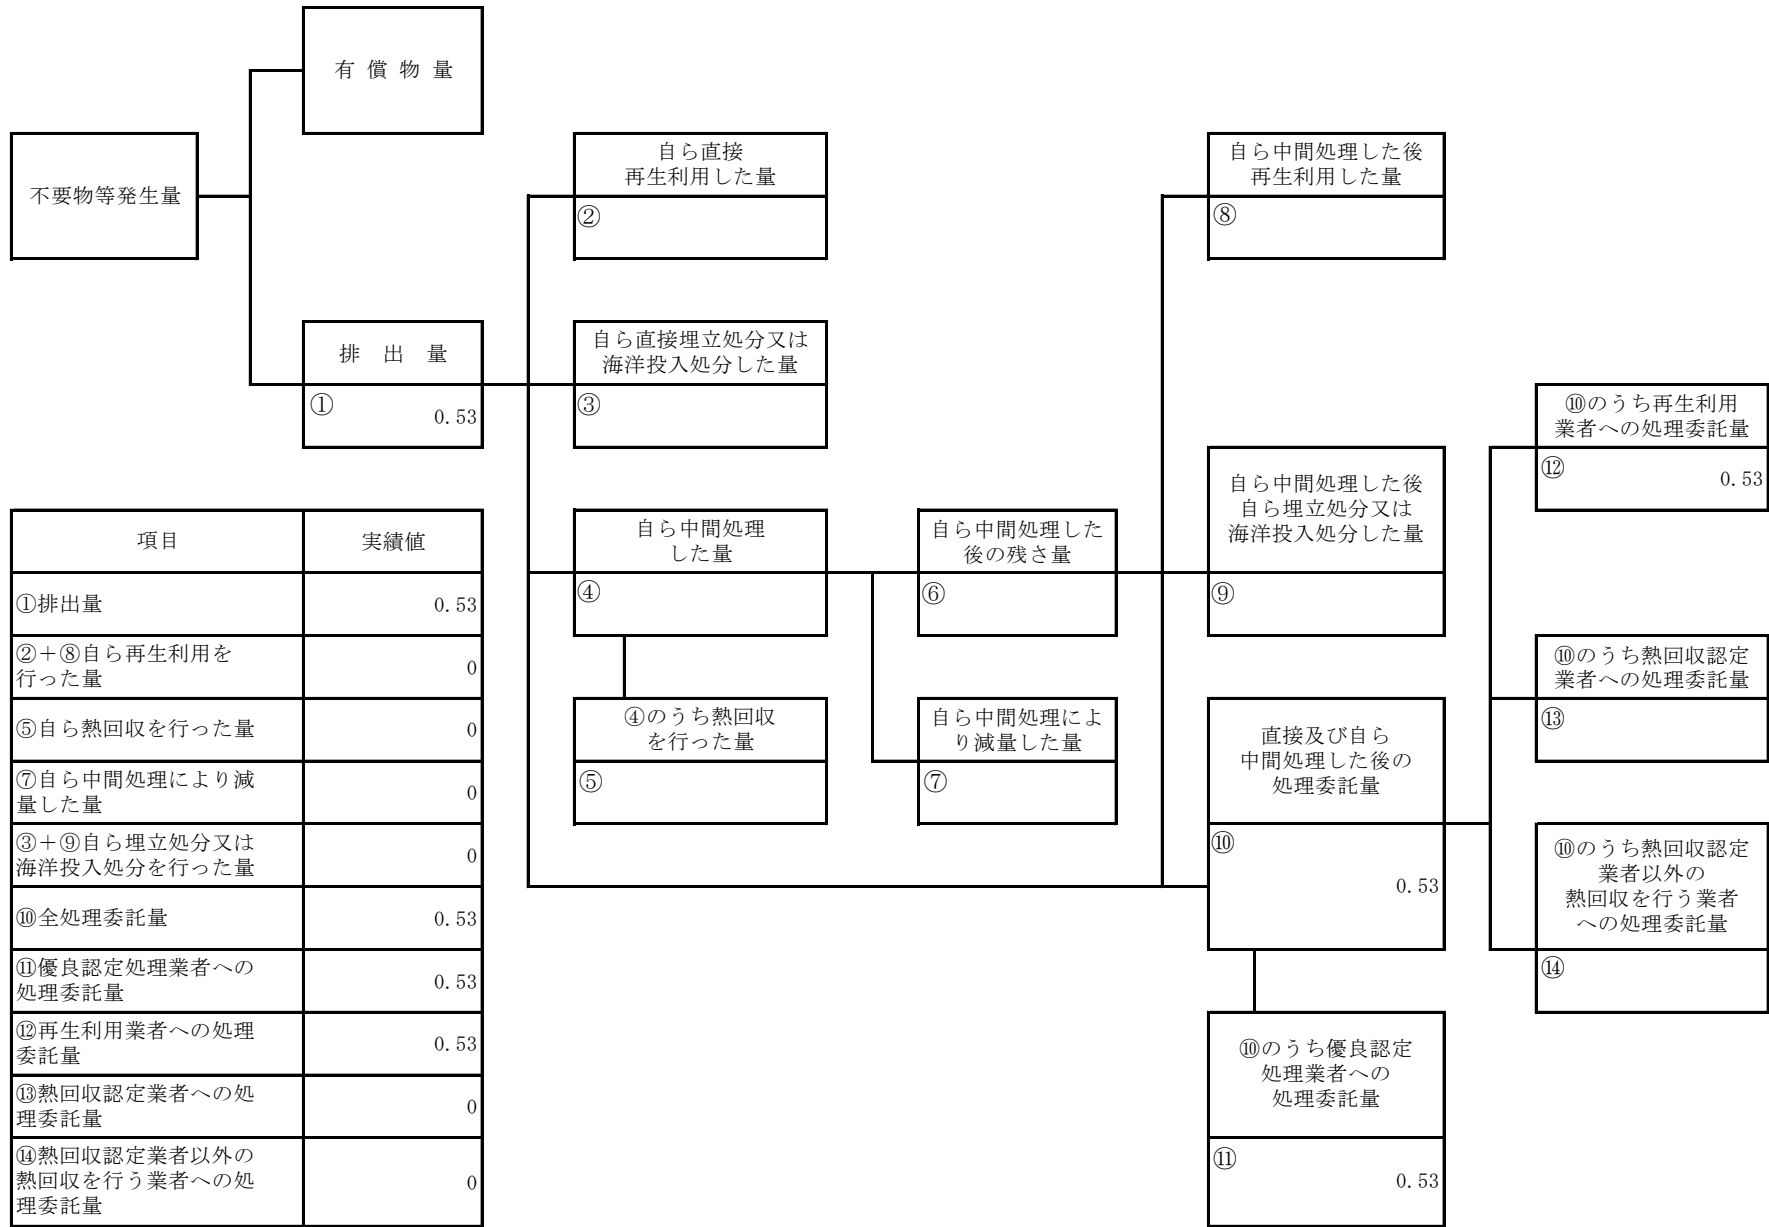 有 償 物 量
不要物等発生量
自ら直接
再生利用した量
②
自ら中間処理した後
再生利用した量
⑧
排 出 量
① 0.53
自ら直接埋立処分又は
海洋投入処分した量
③
⑩のうち再生利用
業者への処理委託量
⑫ 0.53
自ら中間処理した後
自ら埋立処分又は
海洋投入処分した量
⑨
自ら中間処理
した量
④
自ら中間処理した
後の残さ量
⑥
⑩のうち熱回収認定
業者への処理委託量
⑬
④のうち熱回収
を行った量
⑤
自ら中間処理によ
り減量した量
⑦
直接及び自ら
中間処理した後の
処理委託量
⑩
0.53
⑩のうち熱回収認定
業者以外の
熱回収を行う業者
への処理委託量
⑭
⑩のうち優良認定
処理業者への
処理委託量
⑪
0.53
項目 実績値
①排出量 0.53
②＋⑧自ら再生利用を
行った量 0
⑤自ら熱回収を行った量 0
⑦自ら中間処理により減
量した量 0
③＋⑨自ら埋立処分又は
海洋投入処分を行った量 0
⑩全処理委託量 0.53
⑪優良認定処理業者への
処理委託量 0.53
⑫再生利用業者への処理
委託量 0.53
⑬熱回収認定業者への処
理委託量 0
⑭熱回収認定業者以外の
熱回収を行う業者への処 0
理委託量